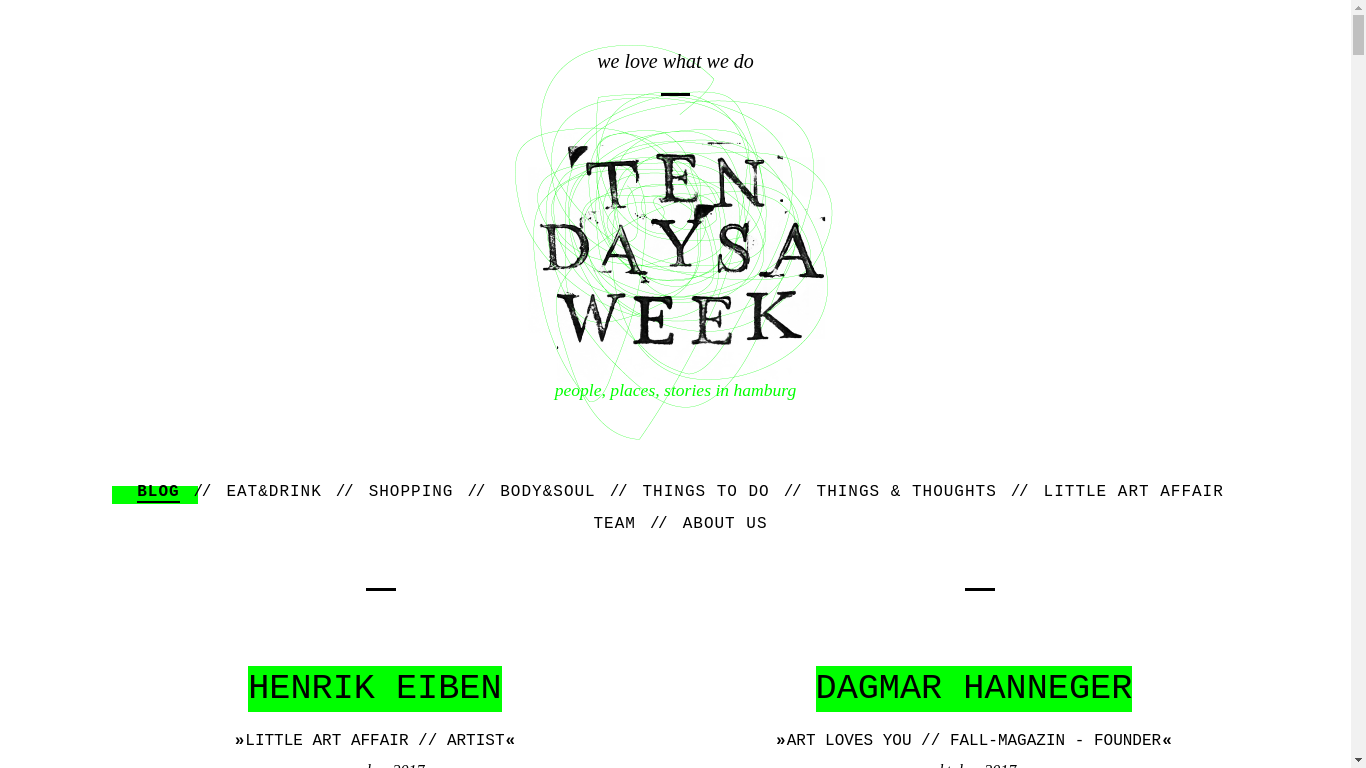 we love what we do
TEN
DAYS A
WEEK
people, places, stories in hamburg
BLOG // EAT&DRINK // SHOPPING // BODY&SOUL // THINGS TO DO // THINGS & THOUGHTS // LITTLE ART AFFAIR
TEAM // ABOUT US
HENRIK EIBEN
DAGMAR HANNEGER
»LITTLE ART AFFAIR // ARTIST«
»ART LOVES YOU // FALL-MAGAZIN - FOUNDER«
2017
2017